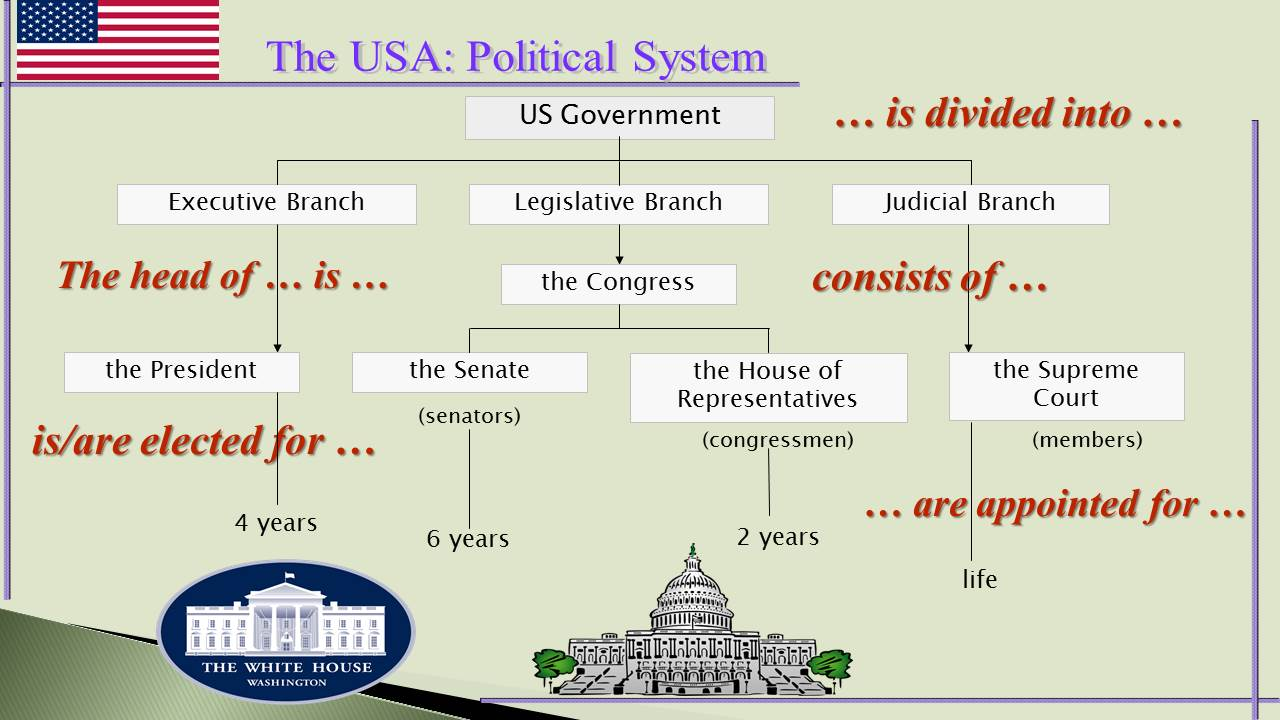 The USA: Political System
US Government
… is divided into …
Executive Branch
Legislative Branch
Judicial Branch
The head of … is …
the Congress
consists of …
the President
the Senate
the House of
Representatives
the Supreme
Court
(senators)
(congressmen)
(members)
is/are elected for …
… are appointed for …
4 years
6 years
2 years
life
THE WHITE HOUSE
WASHINGTON